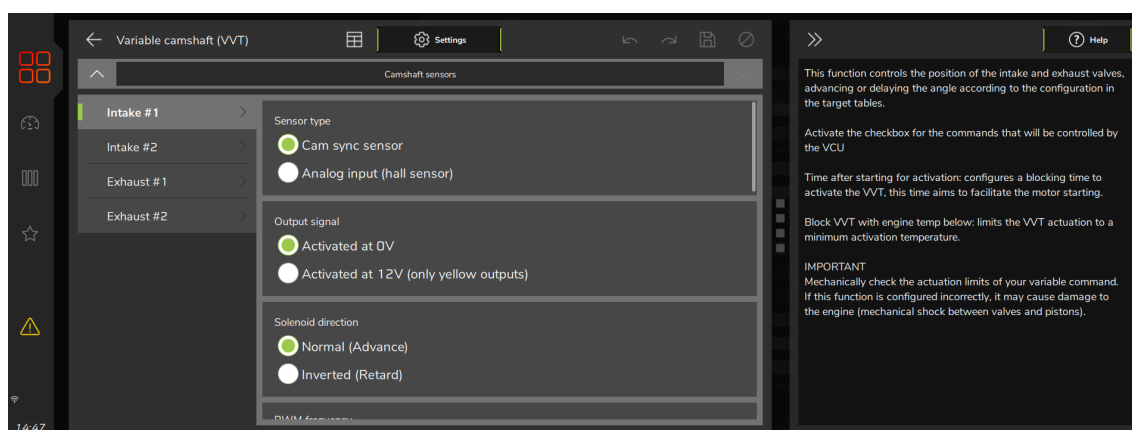 Variable camshaft (VVT)
Settings
Help
Camshaft sensors
Intake #1
Intake #2
Exhaust #1
Exhaust #2
Sensor type
Cam sync sensor
Analog input (hall sensor)
Output signal
Activated at 0V
Activated at 12V (only yellow outputs)
Solenoid direction
Normal (Advance)
Inverted (Retard)
PWM frequency
This function controls the position of the intake and exhaust valves,
advancing or delaying the angle according to the configuration in
the target tables.
Activate the checkbox for the commands that will be controlled by
the VCU
Time after starting for activation: configures a blocking time to
activate the VVT, this time aims to facilitate the motor starting.
Block VVT with engine temp below: limits the VVT actuation to a
minimum activation temperature.
IMPORTANT
Mechanically check the actuation limits of your variable command.
If this function is configured incorrectly, it may cause damage to
the engine (mechanical shock between valves and pistons).
14:47